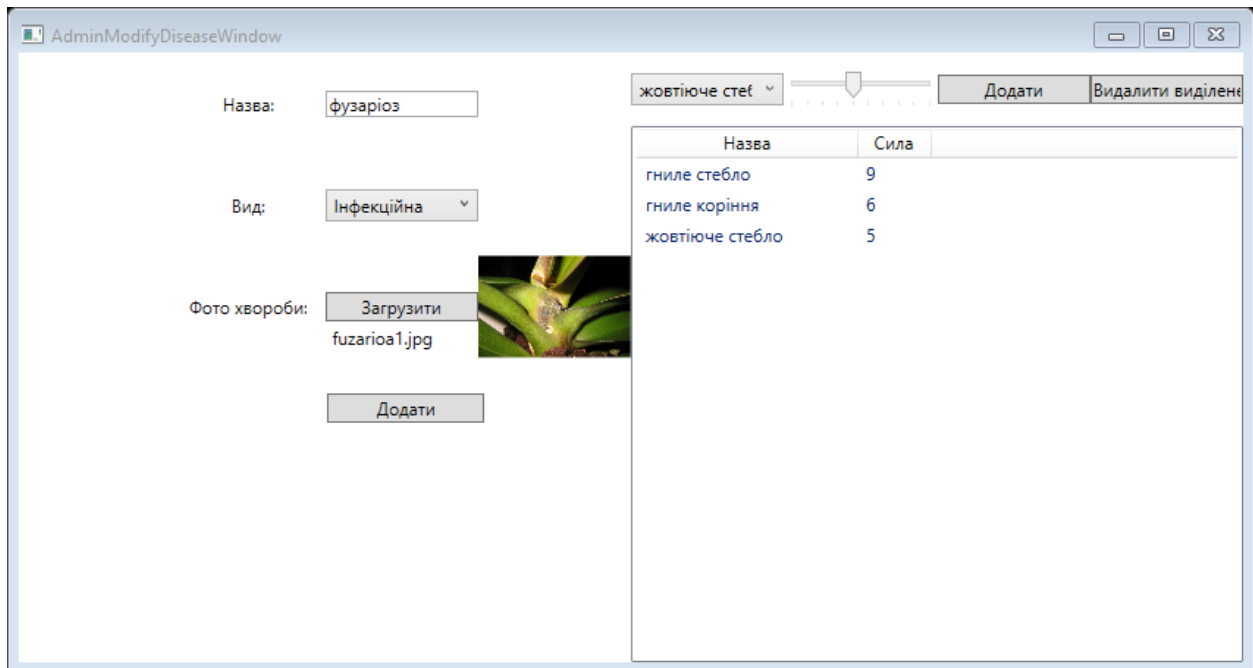 AdminModifyDiseaseWindow
Назва:
фузаріоз
Вид:
Інфекційна
Фото хвороби:
Загрузити
fuzarioa1.jpg
Додати
жовтіюче стеб
Додати
Видалити виділене
Назва Сила
гниле стебло 9
гниле коріння 6
жовтіюче стебло 5